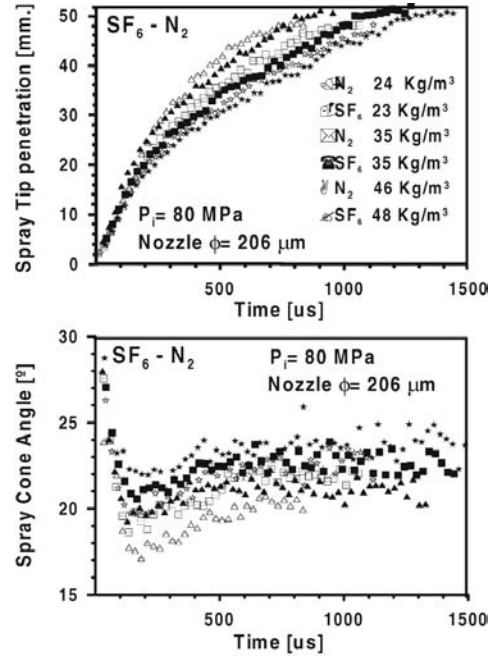 SF6 - N2
50
40
30
20
10
0
Spray Tip penetration [mm.]
N2 24 Kg/m3
SF6 23 Kg/m3
N2 35 Kg/m3
SF6 35 Kg/m3
N2 46 Kg/m3
SF6 48 Kg/m3
Pi= 80 MPa
Nozzle ϕ= 206 µm
500 1000 1500
Time [us]
30
25
20
15
Spray Cone Angle [º]
SF6 - N2
Pi= 80 MPa
Nozzle ϕ= 206 µm
500 1000 1500
Time [us]